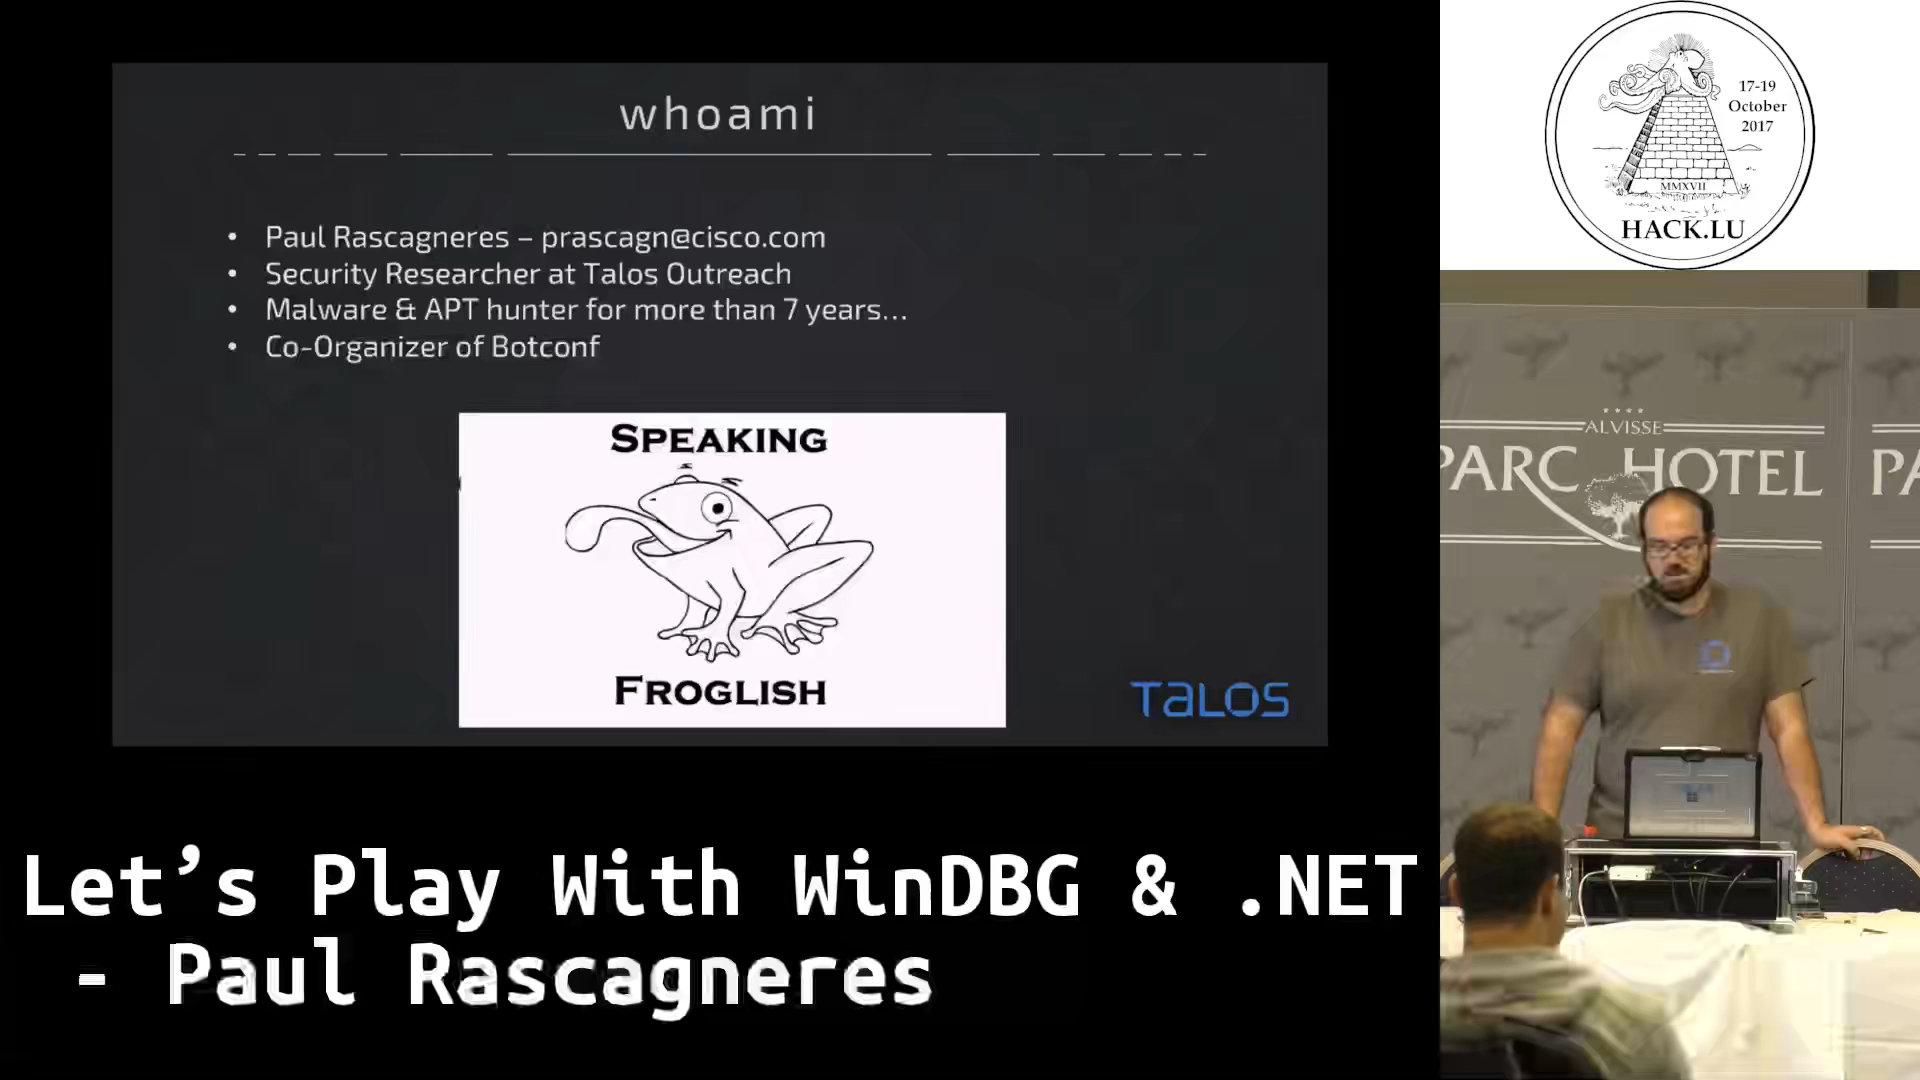 whoami
• Paul Rascagneres – prascagn@cisco.com
• Security Researcher at Talos Outreach
• Malware & APT hunter for more than 7 years…
• Co-Organizer of Botconf
SPEAKING
FROGLISH
TALOS
Let’s Play With WinDBG & .NET
- Paul Rascagneres
17-19
October
2017
MMXVII
HACK.LU
ALVISSE
PARC HOTEL PA